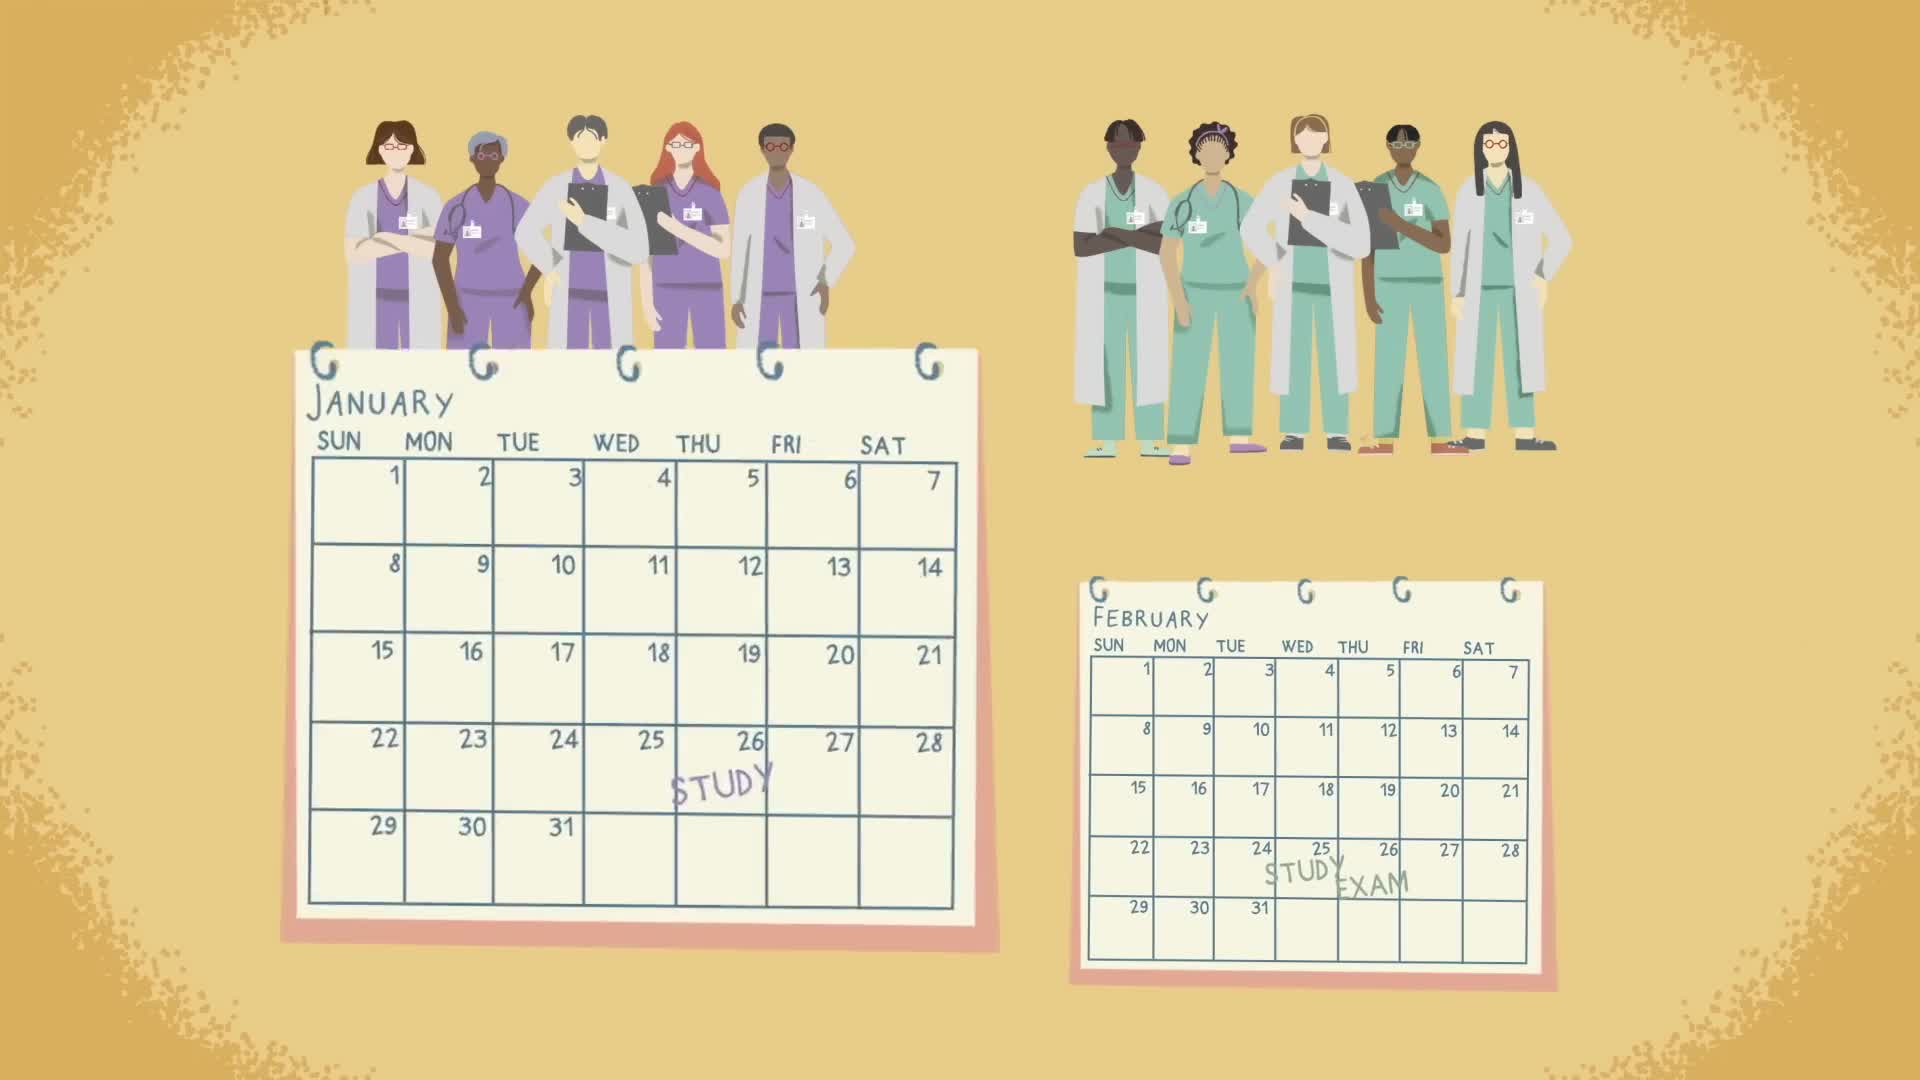 JANUARY
SUN MON TUE WED THU FRI SAT
1 2 3 4 5 6 7
8 9 10 11 12 13 14
15 16 17 18 19 20 21
22 23 24 25 26 27 28
STUDY
29 30 31
FEBRUARY
SUN MON TUE WED THU FRI SAT
1 2 3 4 5 6 7
8 9 10 11 12 13 14
15 16 17 18 19 20 21
22 23 24 25 26 27 28
STUDY
EXAM
29 30 31